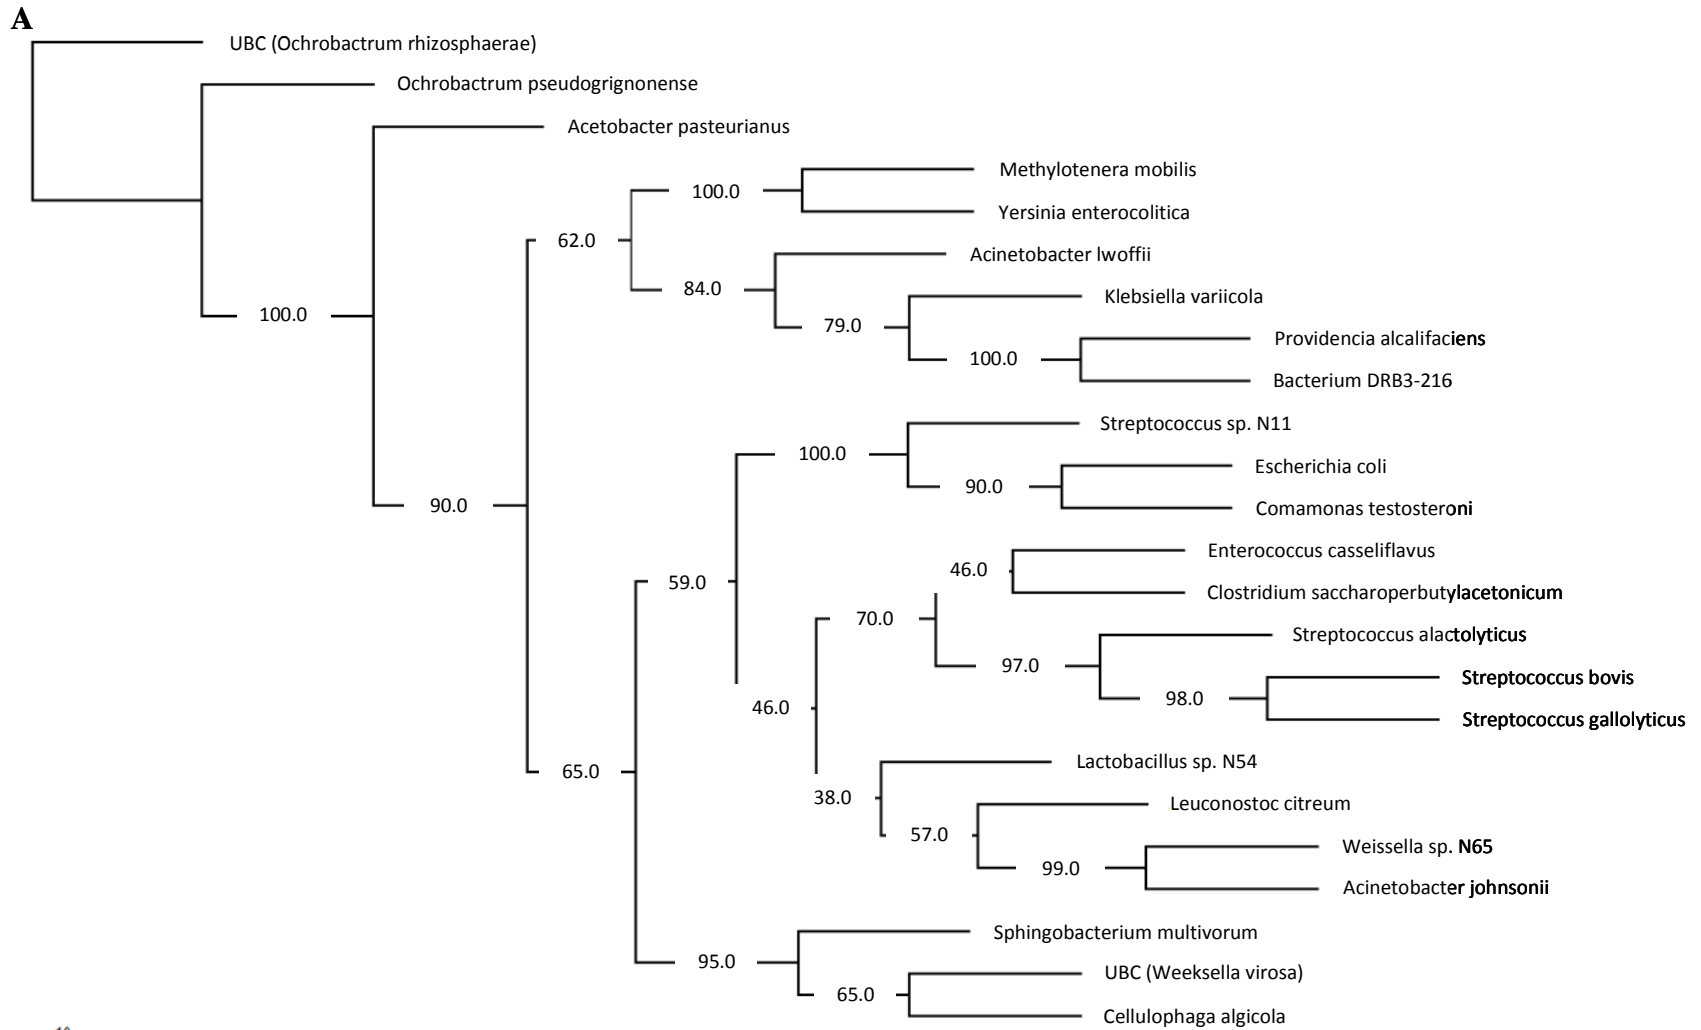 A
UBC (Ochrobactrum rhizosphaerae)
Ochrobactrum pseudogrignonense
Acetobacter pasteurianus
Methylotenera mobilis
100.0
Yersinia enterocolitica
62.0
Acinetobacter lwoffii
84.0
Klebsiella variicola
100.0
79.0
Providencia alcalifaciens
100.0
Bacterium DRB3-216
Streptococcus sp. N11
100.0
Escherichia coli
90.0
90.0
Comamonas testosteroni
Enterococcus casseliflavus
46.0
59.0
Clostridium saccharoperbutylacetonicum
70.0
Streptococcus alactolyticus
97.0
Streptococcus bovis
98.0
46.0
Streptococcus gallolyticus
Lactobacillus sp. N54
65.0
38.0
Leuconostoc citreum
57.0
Weissella sp. N65
99.0
Acinetobacter johnsonii
Sphingobacterium multivorum
95.0
UBC (Weeksella virosa)
65.0
Cellulophaga algicola